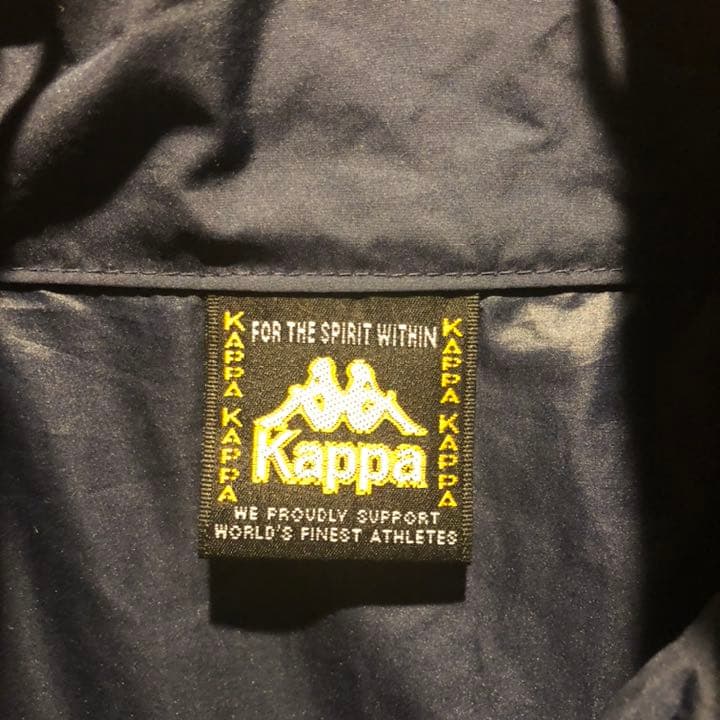 FOR THE SPIRIT WITHIN
KAPPA KAPPA
KAPPA KAPPA
Kappa
WE PROUDLY SUPPORT
WORLD'S FINEST ATHLETES